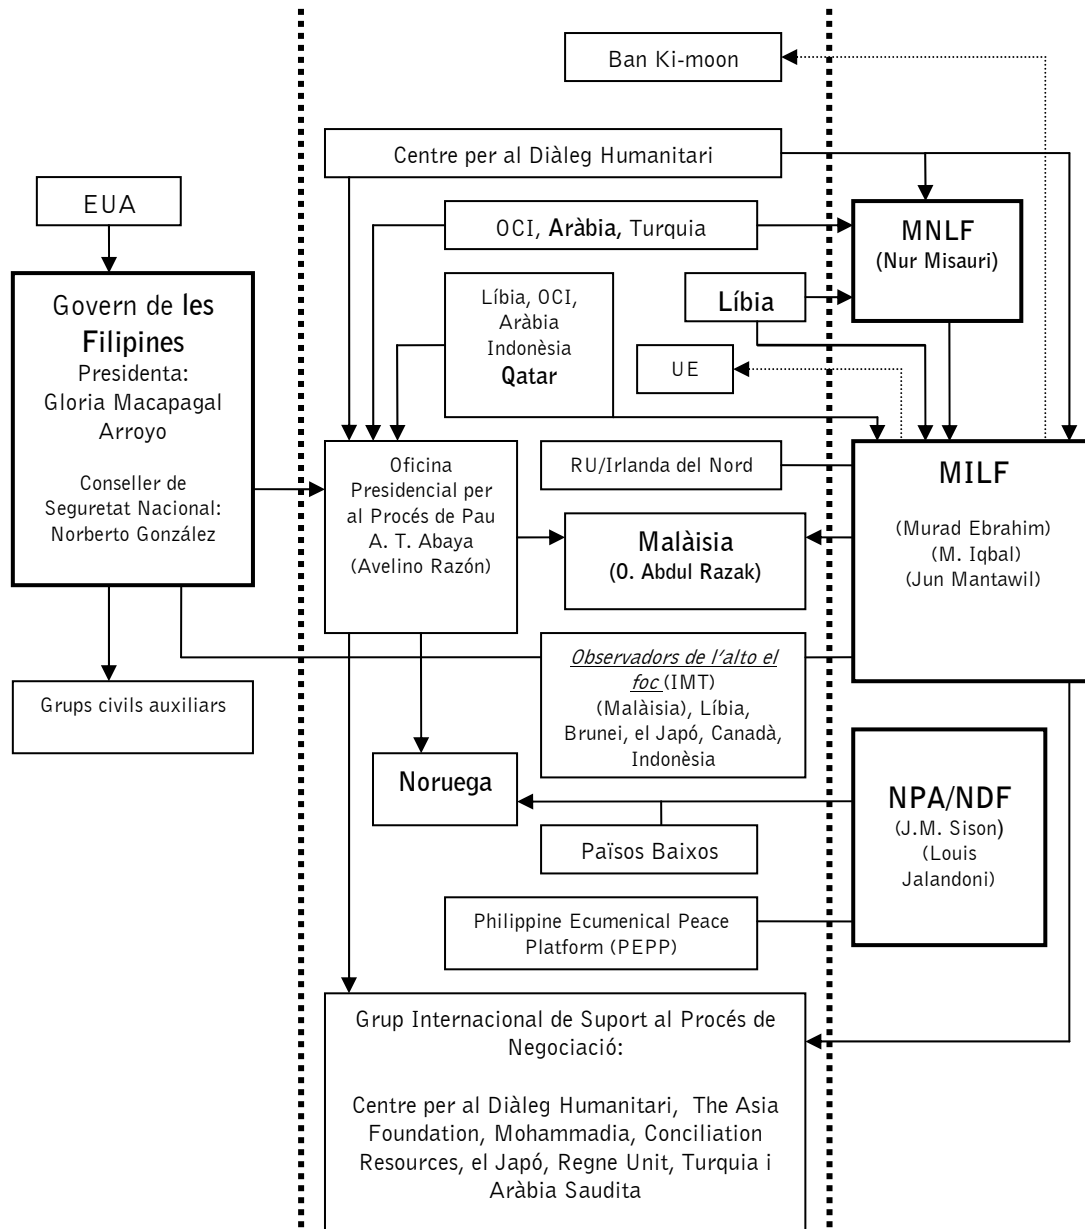 Ban Ki-moon
Centre per al Diàleg Humanitari
EUA
OCI, Aràbia, Turquia
MNLF
(Nur Misauri)
Govern de les
Filipines
Presidenta:
Gloria Macapagal
Arroyo
Conseller de
Seguretat Nacional:
Norberto González
Líbia, OCI,
Aràbia
Indonèsia
Qatar
Líbia
UE
Oficina
Presidencial per
al Procés de Pau
A. T. Abaya
(Avelino Razón)
RU/Irlanda del Nord
MILF
(Murad Ebrahim)
(M. Iqbal)
(Jun Mantawil)
Malàisia
(O. Abdul Razak)
Grups civils auxiliars
Observadors de l'alto el
foc (IMT)
(Malàisia), Líbia,
Brunei, el Japó, Canadà,
Indonèsia
Noruega
NPA/NDF
(J.M. Sison)
(Louis
Jalandoni)
Països Baixos
Philippine Ecumenical Peace
Platform (PEPP)
Grup Internacional de Suport al Procés de
Negociació:
Centre per al Diàleg Humanitari, The Asia
Foundation, Mohammadia, Conciliation
Resources, el Japó, Regne Unit, Turquia i
Aràbia Saudita